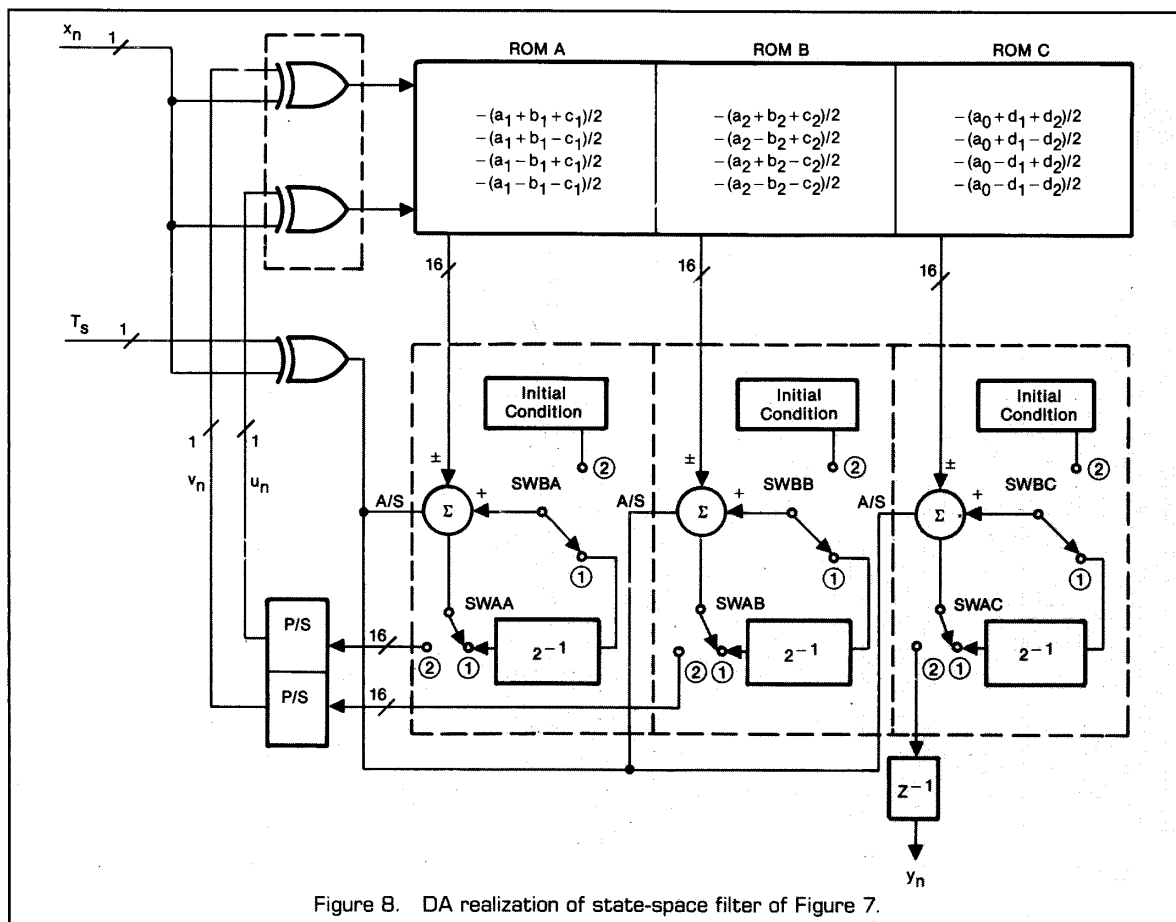 xn
1
ROM A
ROM B
ROM C
−(a1 + b1 + c1)/2
−(a1 + b1 − c1)/2
−(a1 − b1 + c1)/2
−(a1 − b1 − c1)/2
−(a2 + b2 + c2)/2
−(a2 − b2 + c2)/2
−(a2 + b2 − c2)/2
−(a2 − b2 − c2)/2
−(a0 + d1 + d2)/2
−(a0 + d1 − d2)/2
−(a0 − d1 + d2)/2
−(a0 − d1 − d2)/2
16
16
16
Ts
1
Initial
Condition
Initial
Condition
Initial
Condition
1
1
vn
un
±
②
±
②
±
②
A/S
Σ
+
SWBA
A/S
Σ
+
SWBB
A/S
Σ
+
SWBC
①
①
①
SWAA
SWAB
SWAC
P/S
16
②
①
2−1
②
①
2−1
②
①
2−1
P/S
16
Z−1
yn
Figure 8. DA realization of state-space filter of Figure 7.